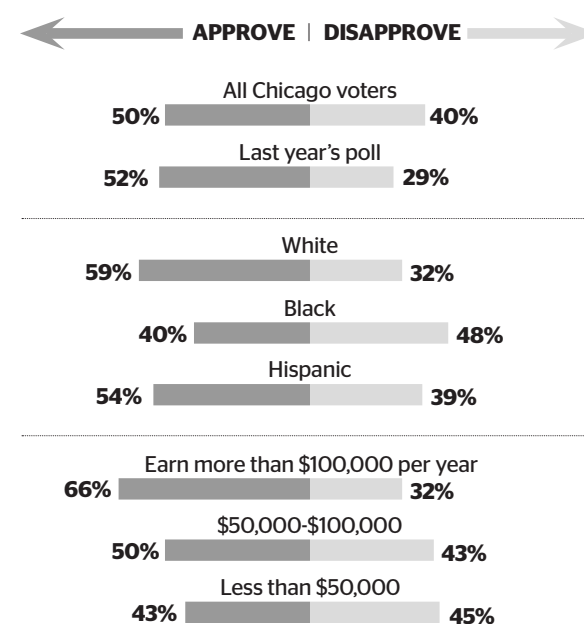 APPROVE | DISAPPROVE
All Chicago voters
50% 40%
Last year's poll
52% 29%
White
59% 32%
Black
40% 48%
Hispanic
54% 39%
Earn more than $100,000 per year
66% 32%
$50,000-$100,000
50% 43%
Less than $50,000
43% 45%